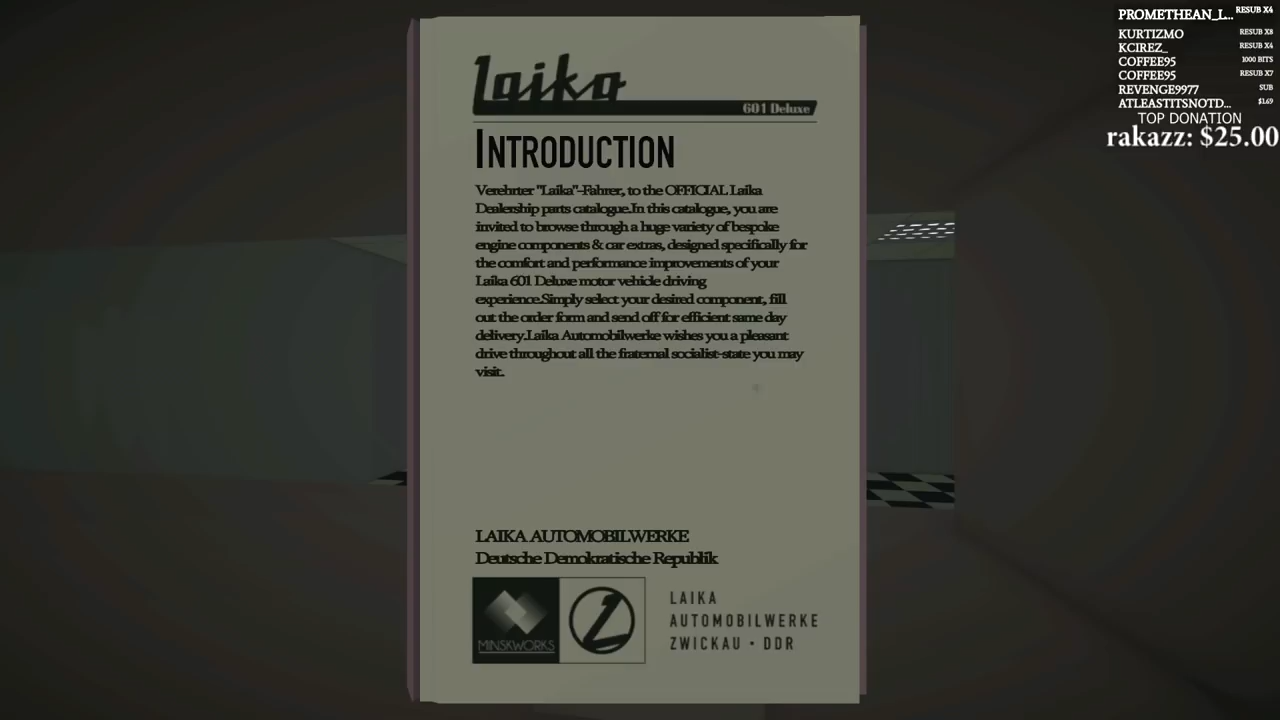 PROMETHEAN_L... RESUB X4
KURTIZMO RESUB X8
KCIREZ_ RESUB X4
COFFEE95 1000 BITS
COFFEE95 RESUB X7
REVENGE9977 SUB
ATLEASTITSNOTD... $1.69
TOP DONATION
rakazz: $25.00
Laika
601 Deluxe
INTRODUCTION
Verehrter "Laika"-Fahrer, to the OFFICIAL Laika
Dealership parts catalogue.In this catalogue, you are
invited to browse through a huge variety of bespoke
engine components & car extras, designed specifically for
the comfort and performance improvements of your
Laika 601 Deluxe motor vehicle driving
experience.Simply select your desired component, fill
out the order form and send off for efficient same day
delivery.Laika Automobilwerke wishes you a pleasant
drive throughout all the fraternal socialist-state you may
visit.
LAIKA AUTOMOBILWERKE
Deutsche Demokratische Republik
MINSKWORKS
LAIKA
AUTOMOBILWERKE
ZWICKAU • DDR